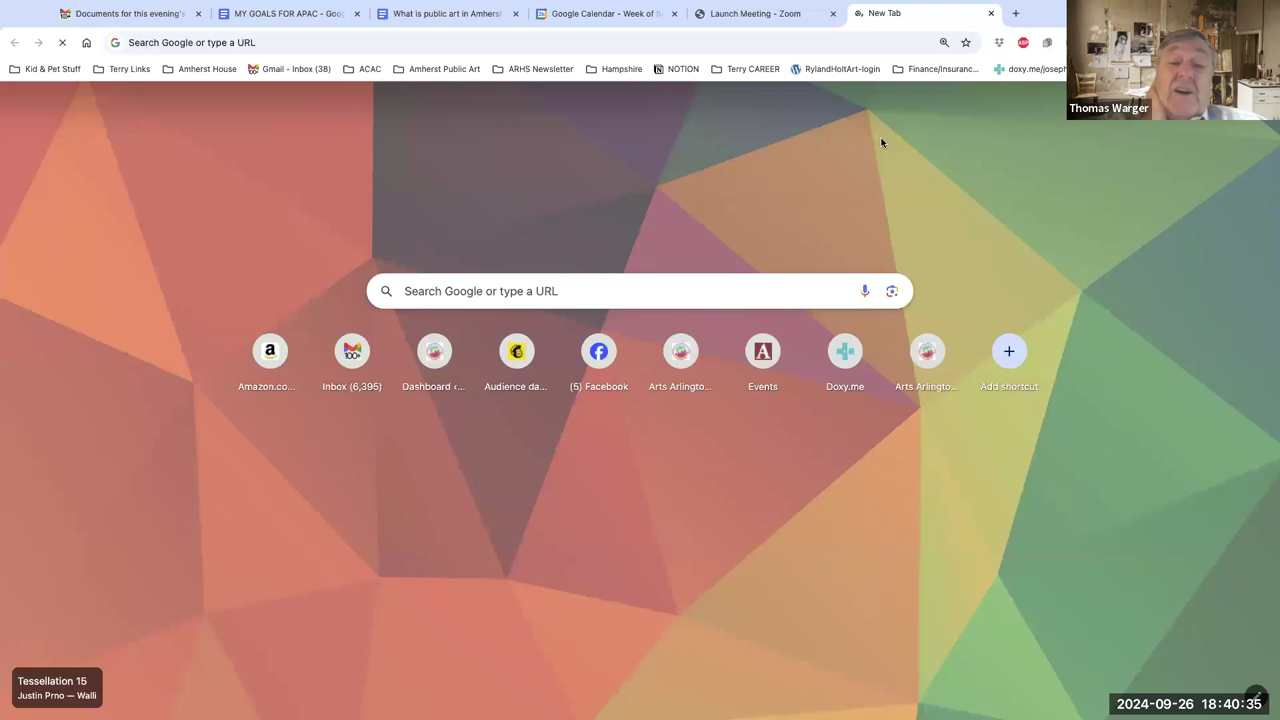 Documents for this evening's
MY GOALS FOR APAC - Goo
What is public art in Amherst
Google Calendar - Week of S
Launch Meeting - Zoom
New Tab
Search Google or type a URL
ABP
Kid & Pet Stuff
Terry Links
Amherst House
Gmail - Inbox (38)
APAC
Amherst Public Art
ARHS Newsletter
Hampshire
NOTION
Terry CAREER
RylandHoltArt-login
Finance/Insuranc...
doxy.me/joseph
Thomas Warger
Search Google or type a URL
100+
Amazon.co...
Inbox (6,395)
Dashboard ‹...
Audience da...
(5) Facebook
Arts Arlingto...
Events
Doxy.me
Arts Arlingto...
Add shortcut
Tessellation 15
Justin Prno — Walli
2024-09-26 18:40:35